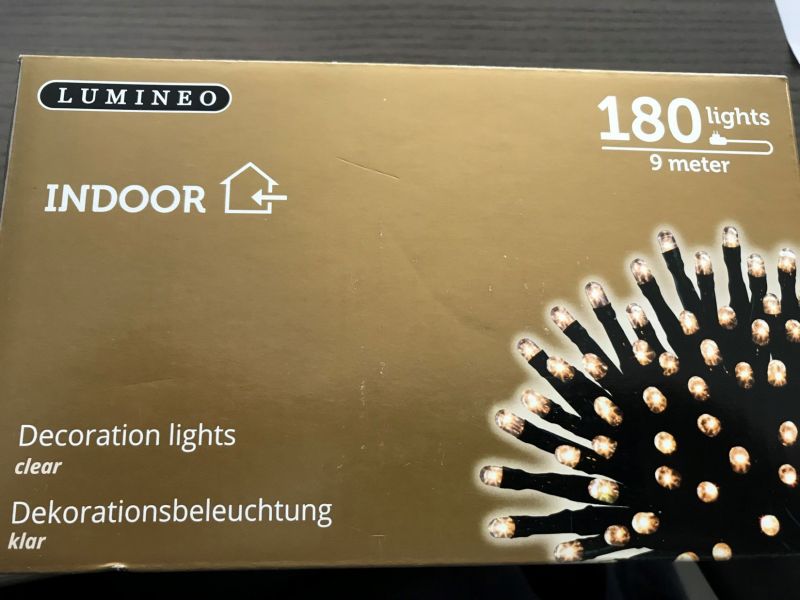 LUMINEO
180 lights
9 meter
INDOOR
Decoration lights
clear
Dekorationsbeleuchtung
klar